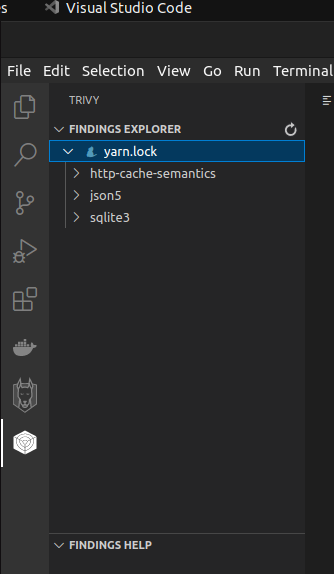 es
Visual Studio Code
File Edit Selection View Go Run Terminal
TRIVY
FINDINGS EXPLORER
yarn.lock
http-cache-semantics
json5
sqlite3
FINDINGS HELP